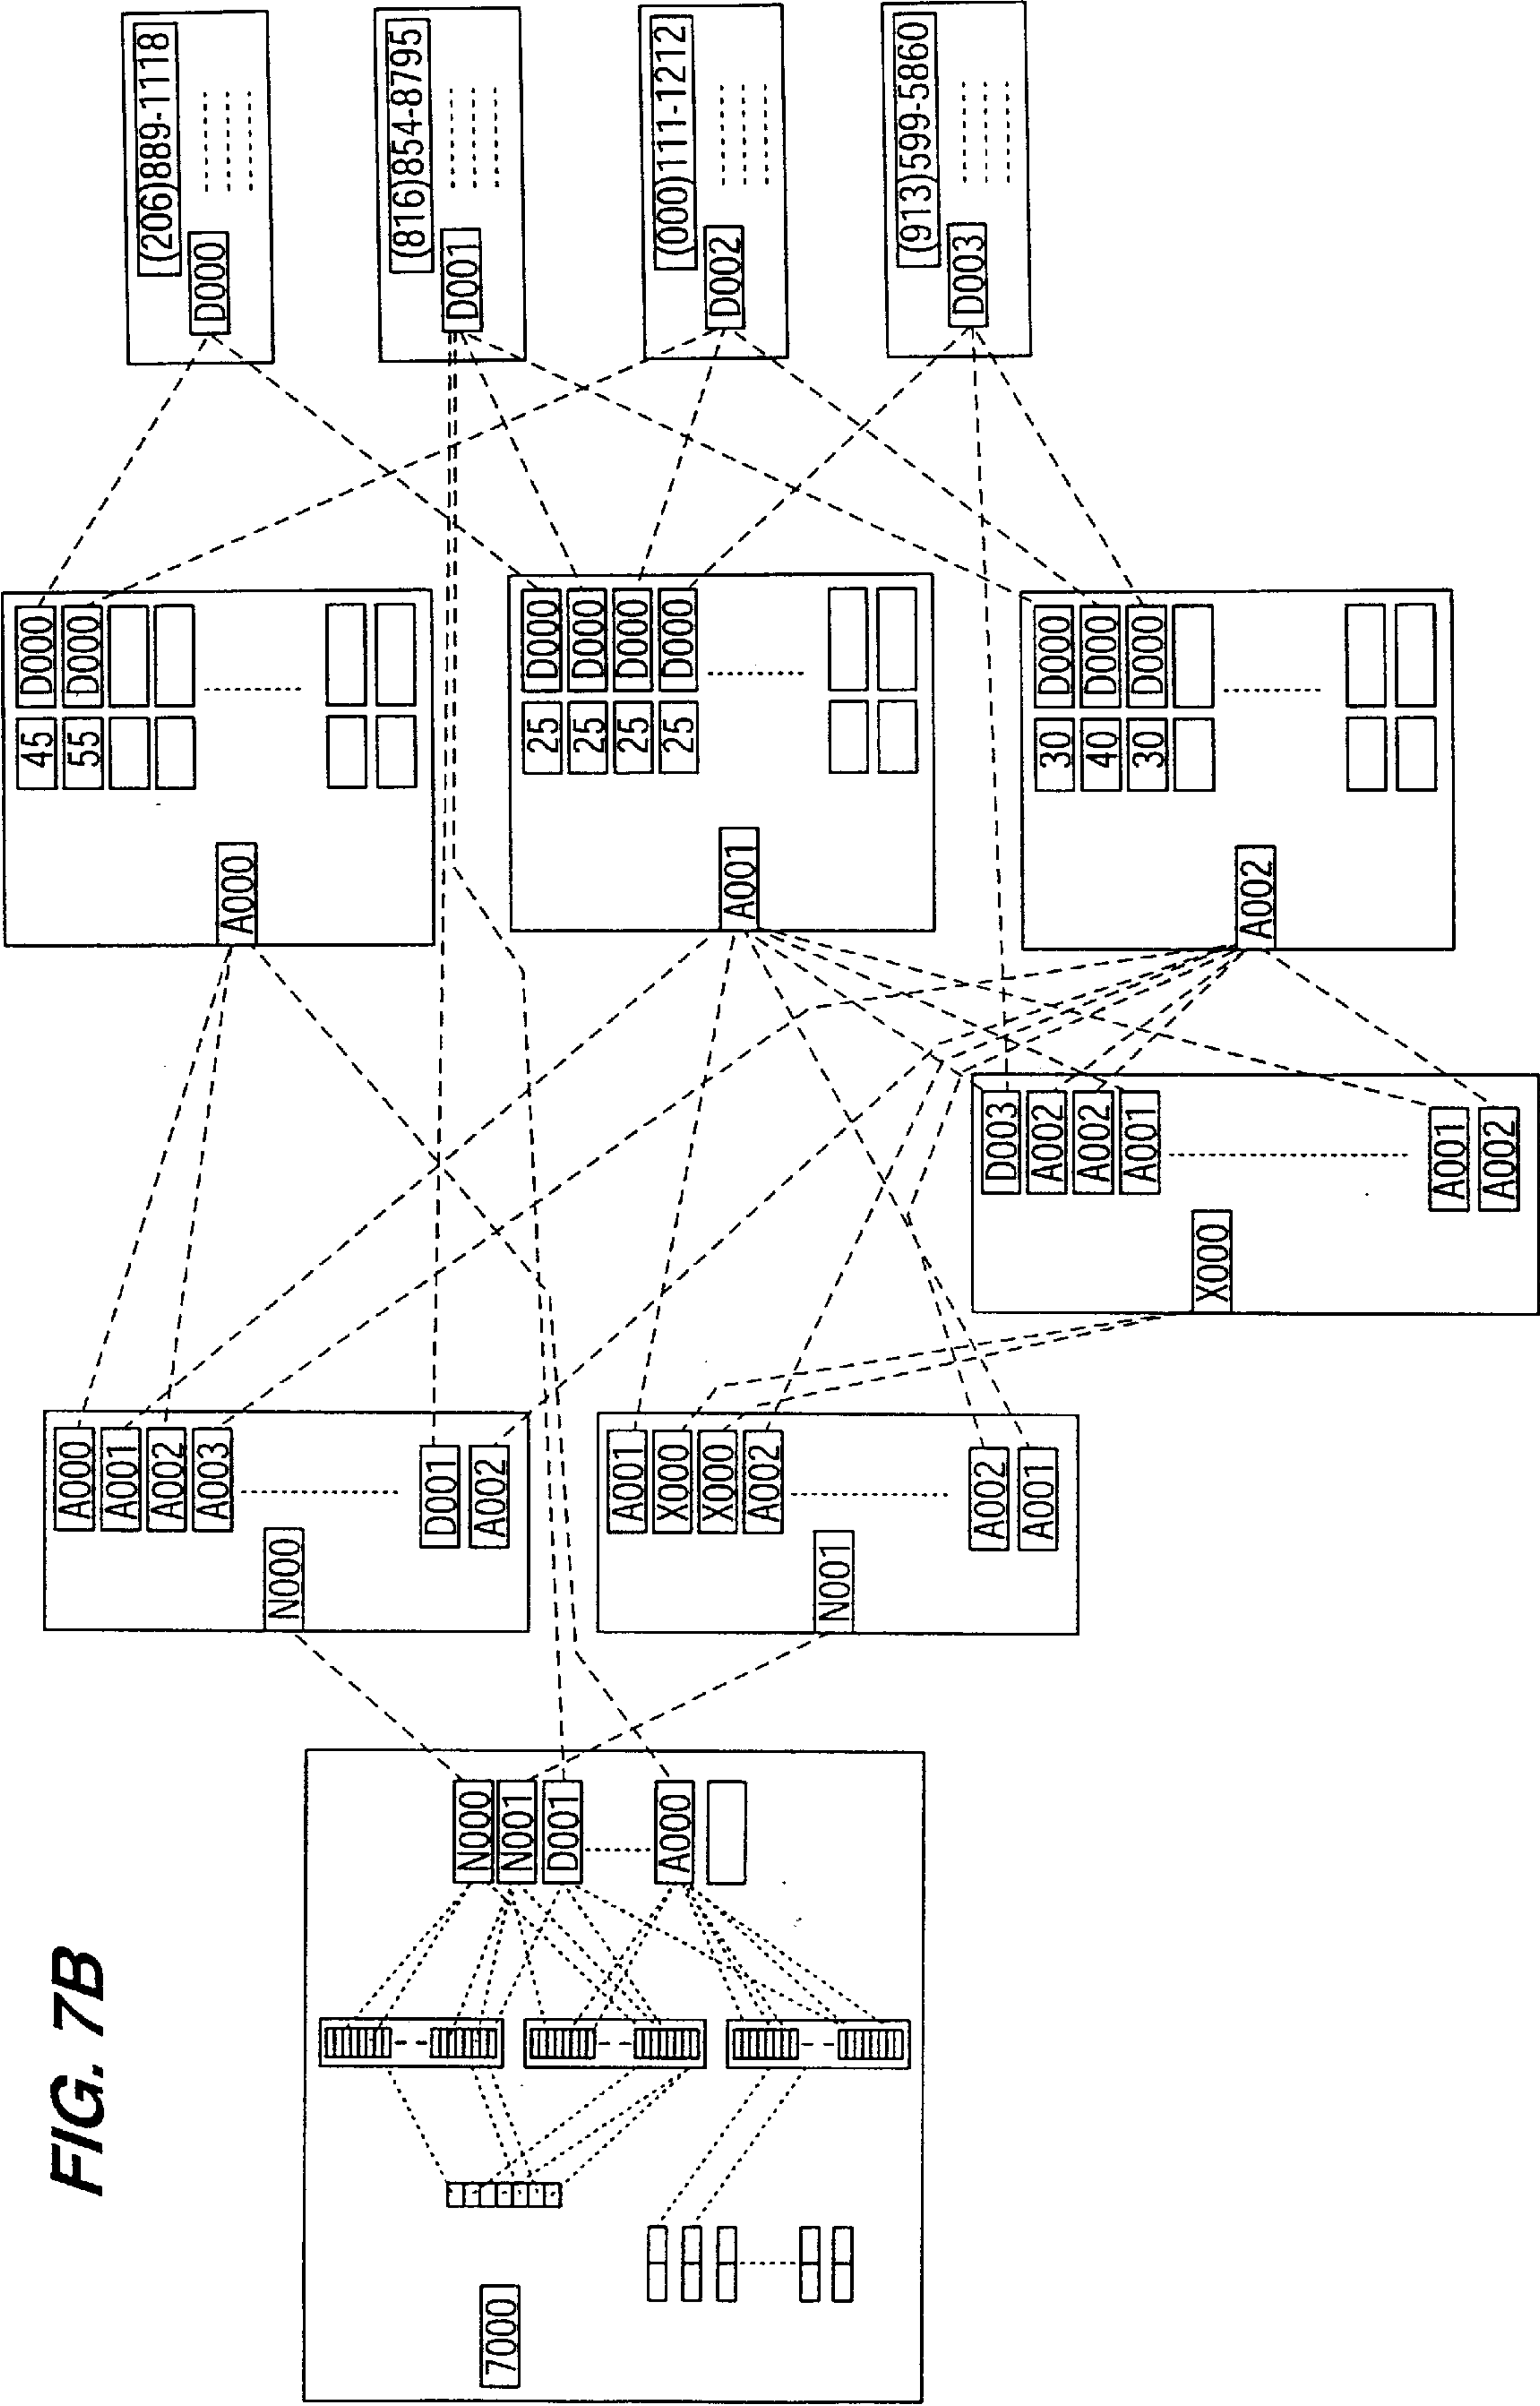 FIG. 7B
7000
N000
N001
D001
A000
N000
A000
A001
A002
A003
D001
A002
N001
A001
X000
X000
A002
A002
A001
X000
D003
A002
A002
A001
A001
A002
A000
45 D000
55 D000
A001
25 D000
25 D000
25 D000
25 D000
A002
30 D000
40 D000
30 D000
(206)889-1118
D000
(816)854-8795
D001
(000)111-1212
D002
(913)599-5860
D003